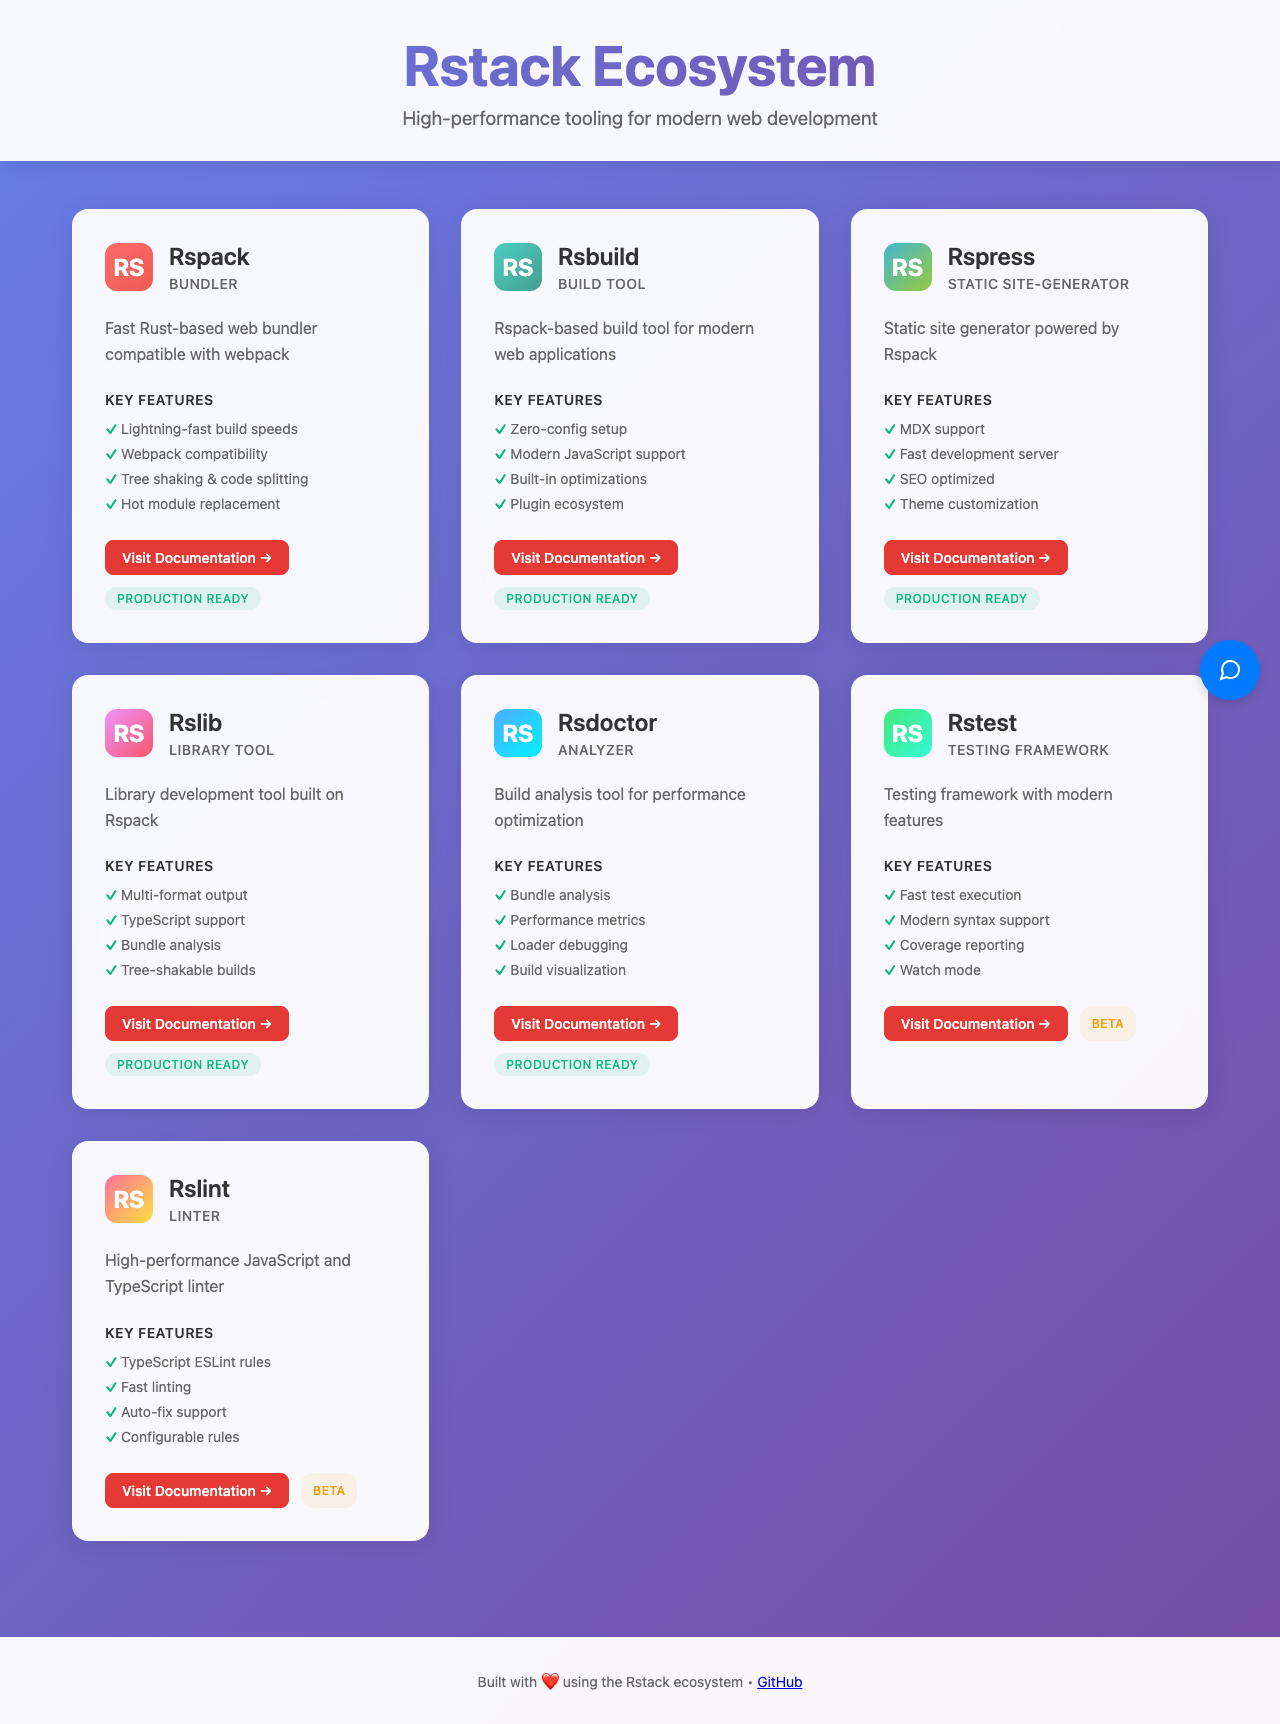 Rstack Ecosystem
High-performance tooling for modern web development
RS
Rspack
BUNDLER
Fast Rust-based web bundler
compatible with webpack
KEY FEATURES
✓ Lightning-fast build speeds
✓ Webpack compatibility
✓ Tree shaking & code splitting
✓ Hot module replacement
Visit Documentation →
PRODUCTION READY
RS
Rsbuild
BUILD TOOL
Rspack-based build tool for modern
web applications
KEY FEATURES
✓ Zero-config setup
✓ Modern JavaScript support
✓ Built-in optimizations
✓ Plugin ecosystem
Visit Documentation →
PRODUCTION READY
RS
Rspress
STATIC SITE-GENERATOR
Static site generator powered by
Rspack
KEY FEATURES
✓ MDX support
✓ Fast development server
✓ SEO optimized
✓ Theme customization
Visit Documentation →
PRODUCTION READY
RS
Rslib
LIBRARY TOOL
Library development tool built on
Rspack
KEY FEATURES
✓ Multi-format output
✓ TypeScript support
✓ Bundle analysis
✓ Tree-shakable builds
Visit Documentation →
PRODUCTION READY
RS
Rsdoctor
ANALYZER
Build analysis tool for performance
optimization
KEY FEATURES
✓ Bundle analysis
✓ Performance metrics
✓ Loader debugging
✓ Build visualization
Visit Documentation →
PRODUCTION READY
RS
Rstest
TESTING FRAMEWORK
Testing framework with modern
features
KEY FEATURES
✓ Fast test execution
✓ Modern syntax support
✓ Coverage reporting
✓ Watch mode
Visit Documentation → BETA
RS
Rslint
LINTER
High-performance JavaScript and
TypeScript linter
KEY FEATURES
✓ TypeScript ESLint rules
✓ Fast linting
✓ Auto-fix support
✓ Configurable rules
Visit Documentation → BETA
Built with ❤️ using the Rstack ecosystem • GitHub